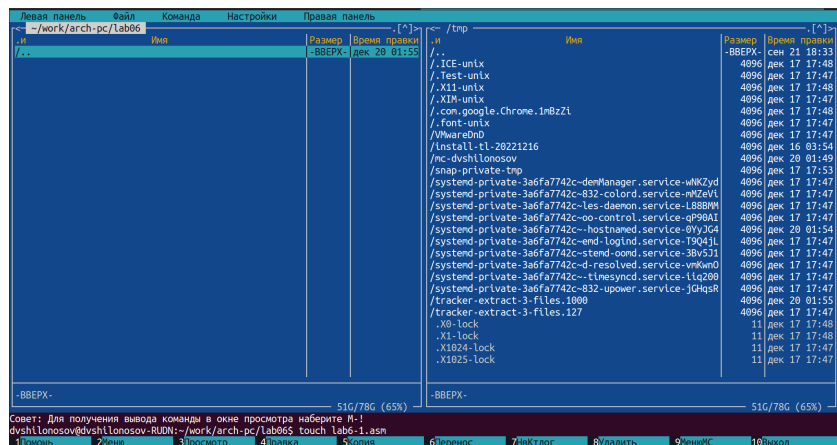 Левая панель Файл Команда Настройки Правая панель
<─ ~/work/arch-pc/lab06 ─.[^]>
.и Имя Размер Время правки
/.. -ВВЕРХ- дек 20 01:55
-ВВЕРХ-
51G/78G (65%)
<─ /tmp ─.[^]>
.и Имя Размер Время правки
/.. -ВВЕРХ- сен 21 18:33
/.ICE-unix 4096 дек 17 17:48
/.Test-unix 4096 дек 17 17:47
/.X11-unix 4096 дек 17 17:48
/.XIM-unix 4096 дек 17 17:47
/.com.google.Chrome.1mBzZi 4096 дек 17 17:48
/.font-unix 4096 дек 17 17:47
/VMwareDnD 4096 дек 17 17:47
/install-tl-20221216 4096 дек 16 03:54
/mc-dvshilonosov 4096 дек 20 01:49
/snap-private-tmp 4096 дек 17 17:53
/systemd-private-3a6fa7742c~demManager.service-wNKZyd 4096 дек 17 17:47
/systemd-private-3a6fa7742c~832-colord.service-mMZeVi 4096 дек 17 17:47
/systemd-private-3a6fa7742c~les-daemon.service-L88BMM 4096 дек 17 17:47
/systemd-private-3a6fa7742c~oo-control.service-qP90AI 4096 дек 17 17:47
/systemd-private-3a6fa7742c~-hostnamed.service-0YyJG4 4096 дек 20 01:54
/systemd-private-3a6fa7742c~emd-logind.service-T9Q4jL 4096 дек 17 17:47
/systemd-private-3a6fa7742c~stemd-oomd.service-3Bv5J1 4096 дек 17 17:47
/systemd-private-3a6fa7742c~d-resolved.service-vmKwnO 4096 дек 17 17:47
/systemd-private-3a6fa7742c~-timesyncd.service-iiq200 4096 дек 17 17:47
/systemd-private-3a6fa7742c~832-upower.service-jGHqsR 4096 дек 17 17:47
/tracker-extract-3-files.1000 4096 дек 20 01:55
/tracker-extract-3-files.127 4096 дек 17 17:47
.X0-lock 11 дек 17 17:48
.X1-lock 11 дек 17 17:48
.X1024-lock 11 дек 17 17:47
.X1025-lock 11 дек 17 17:47
-ВВЕРХ-
51G/78G (65%)
Совет: Для получения вывода команды в окне просмотра наберите M-!
dvshilonosov@dvshilonosov-RUDN:~/work/arch-pc/lab06$ touch lab6-1.asm
1Помощь 2Меню 3Просмотр 4Правка 5Копия 6Перенос 7НвКтлог 8Удалить 9МенюМС 10Выход